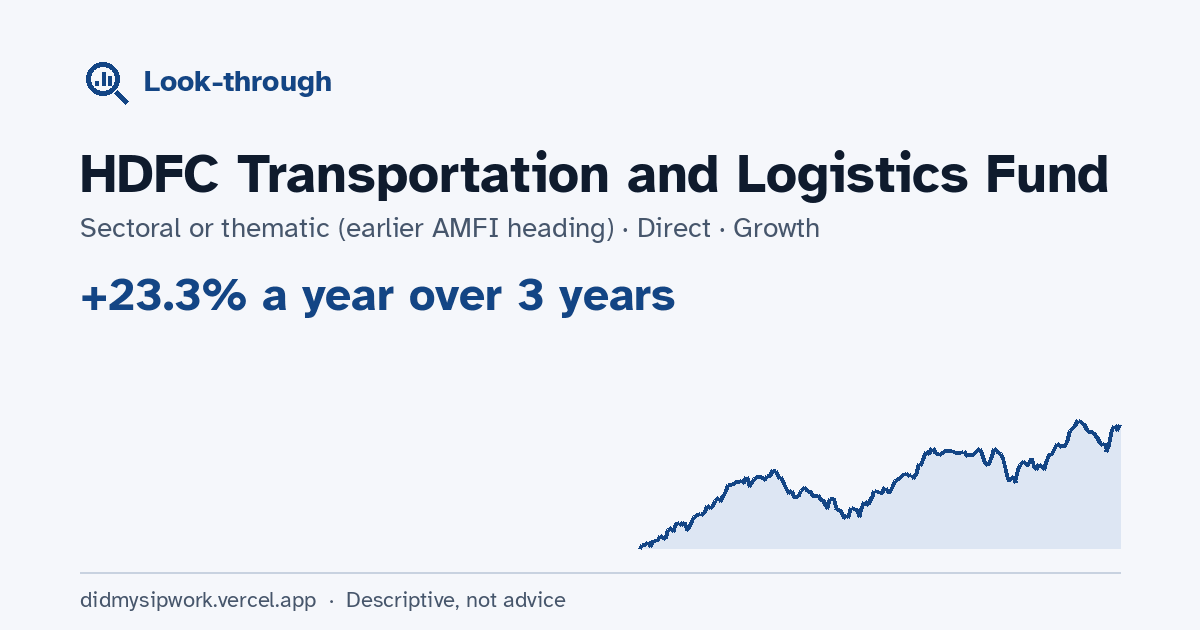 Look-through
HDFC Transportation and Logistics Fund
Sectoral or thematic (earlier AMFI heading) · Direct · Growth
+23.3% a year over 3 years
didmysipwork.vercel.app · Descriptive, not advice